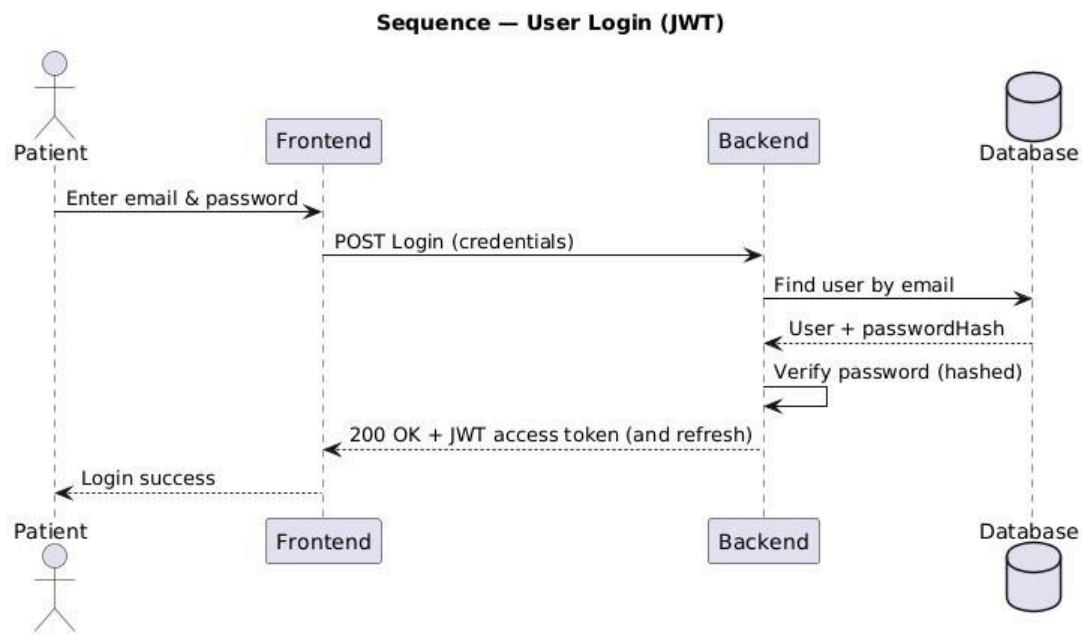 Sequence — User Login (JWT)
Patient
Frontend
Backend
Database
Enter email & password
POST Login (credentials)
Find user by email
User + passwordHash
Verify password (hashed)
200 OK + JWT access token (and refresh)
Login success
Patient
Frontend
Backend
Database